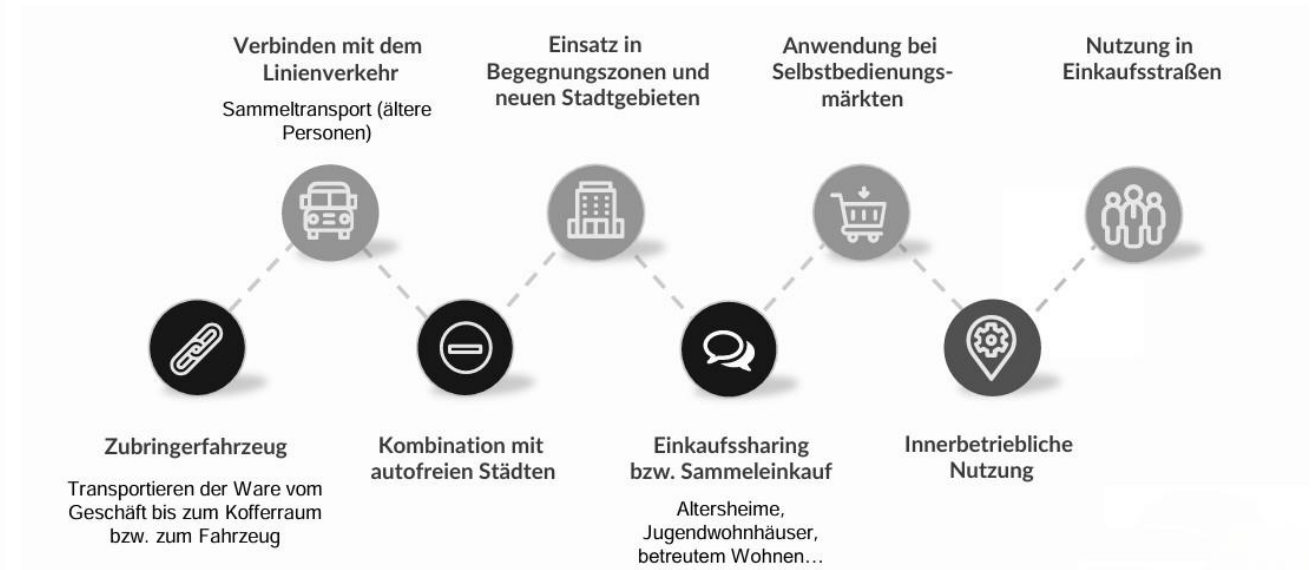 Verbinden mit dem
Linienverkehr
Sammeltransport (ältere
Personen)
Einsatz in
Begegnungszonen und
neuen Stadtgebieten
Anwendung bei
Selbstbedienungs-
märkten
Nutzung in
Einkaufsstraßen
Zubringerfahrzeug
Transportieren der Ware vom
Geschäft bis zum Kofferraum
bzw. zum Fahrzeug
Kombination mit
autofreien Städten
Einkaufssharing
bzw. Sammeleinkauf
Altersheime,
Jugendwohnhäuser,
betreutem Wohnen…
Innerbetriebliche
Nutzung